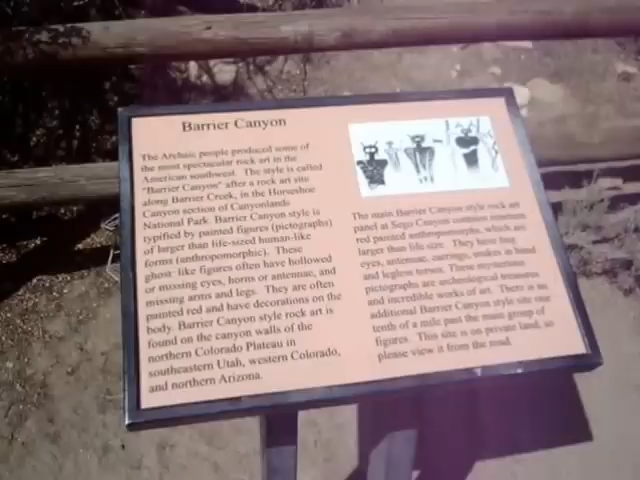 Barrier Canyon
The Archaic people produced some of
the most spectacular rock art in the
American southwest. The style is called
"Barrier Canyon" after a rock art site
along Barrier Creek, in the Horseshoe
Canyon section of Canyonlands
National Park. Barrier Canyon style is
typified by painted figures (pictographs)
of larger than life-sized human-like
forms (anthropomorphic). These
ghost-like figures often have hollowed
or missing eyes, horns or antennae, and
missing arms and legs. They are often
painted red and have decorations on the
body. Barrier Canyon style rock art is
found on the canyon walls of the
northern Colorado Plateau in
southeastern Utah, western Colorado,
and northern Arizona.
The main Barrier Canyon style rock art
panel at Sego Canyon contains
red painted anthropomorphs, which are
larger than life size. They have bug
eyes, antennae, earrings, snakes in hand
and legless torsos. These mysterious
pictographs are archeological treasures
and incredible works of art. There is an
additional Barrier Canyon style site one
tenth of a mile past the main group of
figures. This site is on private land, so
please view it from the road.